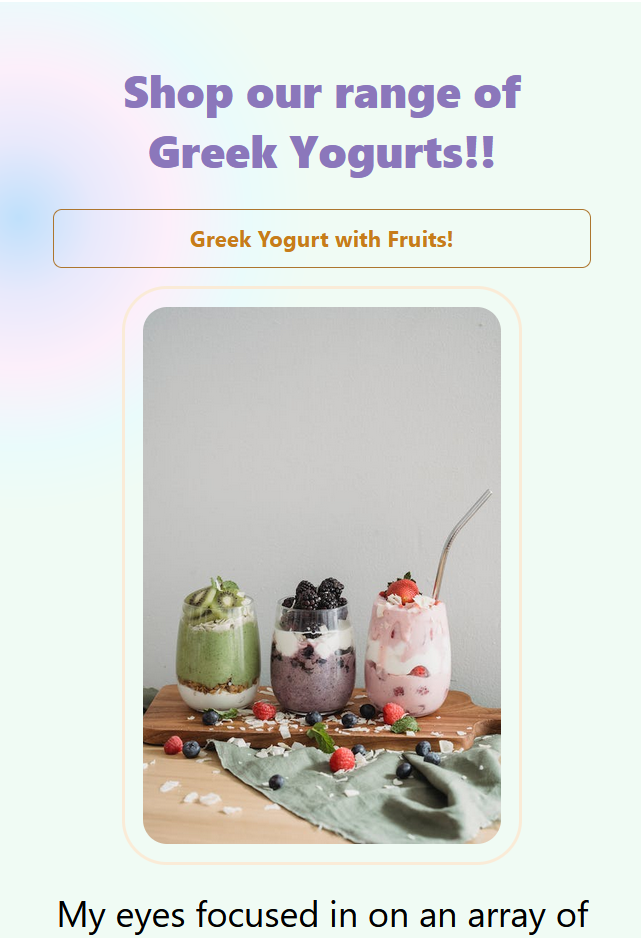 Shop our range of
Greek Yogurts!!
Greek Yogurt with Fruits!
My eyes focused in on an array of